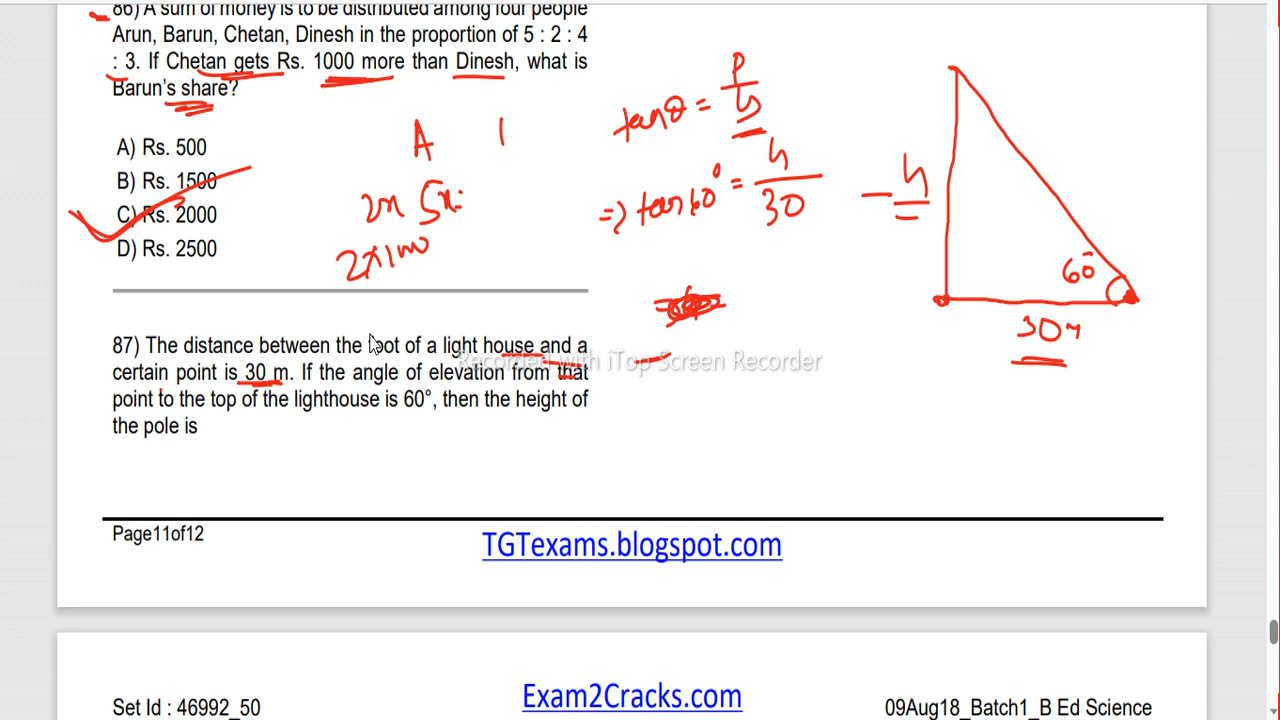 86) A sum of money is to be distributed among four people
Arun, Barun, Chetan, Dinesh in the proportion of 5 : 2 : 4
: 3. If Chetan gets Rs. 1000 more than Dinesh, what is
Barun's share?
A) Rs. 500
B) Rs. 1500
C) Rs. 2000
D) Rs. 2500
A
2x 5x
tanθ = P/b
=> tan60° = h/30
h
60°
30
87) The distance between the foot of a light house and a
certain point is 30 m. If the angle of elevation from that
point to the top of the lighthouse is 60°, then the height of
the pole is
Recorded with iTop Screen Recorder
Page11of12
TGTexams.blogspot.com
Set Id : 46992_50
Exam2Cracks.com
09Aug18_Batch1_B Ed Science